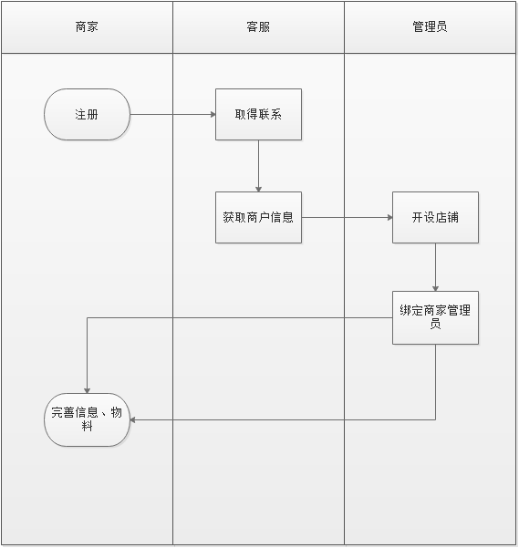 商家
客服
管理员
注册
取得联系
获取商户信息
开设店铺
绑定商家管理
员
完善信息、物
料